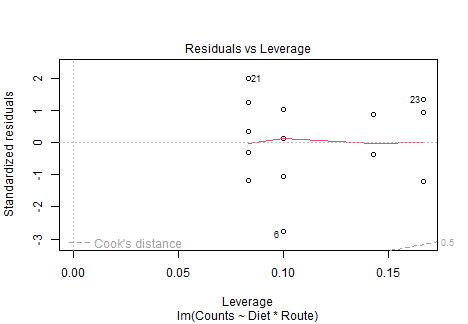 Residuals vs Leverage
Standardized residuals
2
1
0
-1
-2
-3
21
23
6
Cook's distance
0.5
0.00 0.05 0.10 0.15
Leverage
lm(Counts ~ Diet * Route)